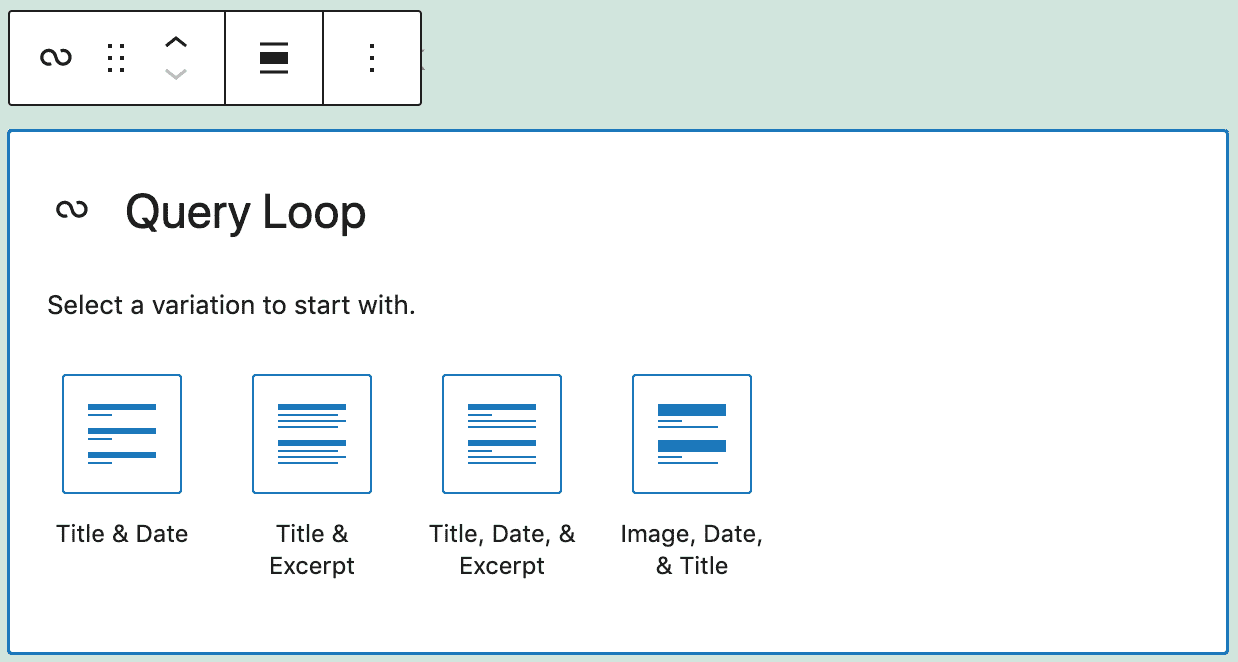 Query Loop
Select a variation to start with.
Title & Date
Title &
Excerpt
Title, Date, &
Excerpt
Image, Date,
& Title